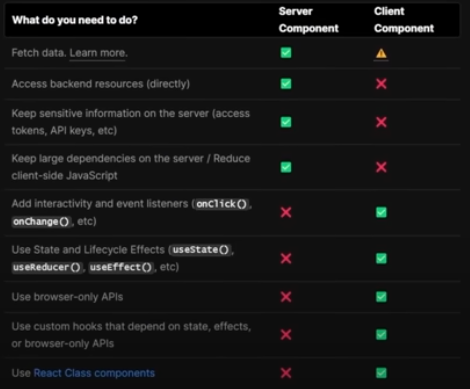 What do you need to do?
Server
Component
Client
Component
Fetch data. Learn more.
Access backend resources (directly)
Keep sensitive information on the server (access
tokens, API keys, etc)
Keep large dependencies on the server / Reduce
client-side JavaScript
Add interactivity and event listeners (onClick(),
onChange(), etc)
Use State and Lifecycle Effects (useState(),
useReducer(), useEffect(), etc)
Use browser-only APIs
Use custom hooks that depend on state, effects,
or browser-only APIs
Use React Class components